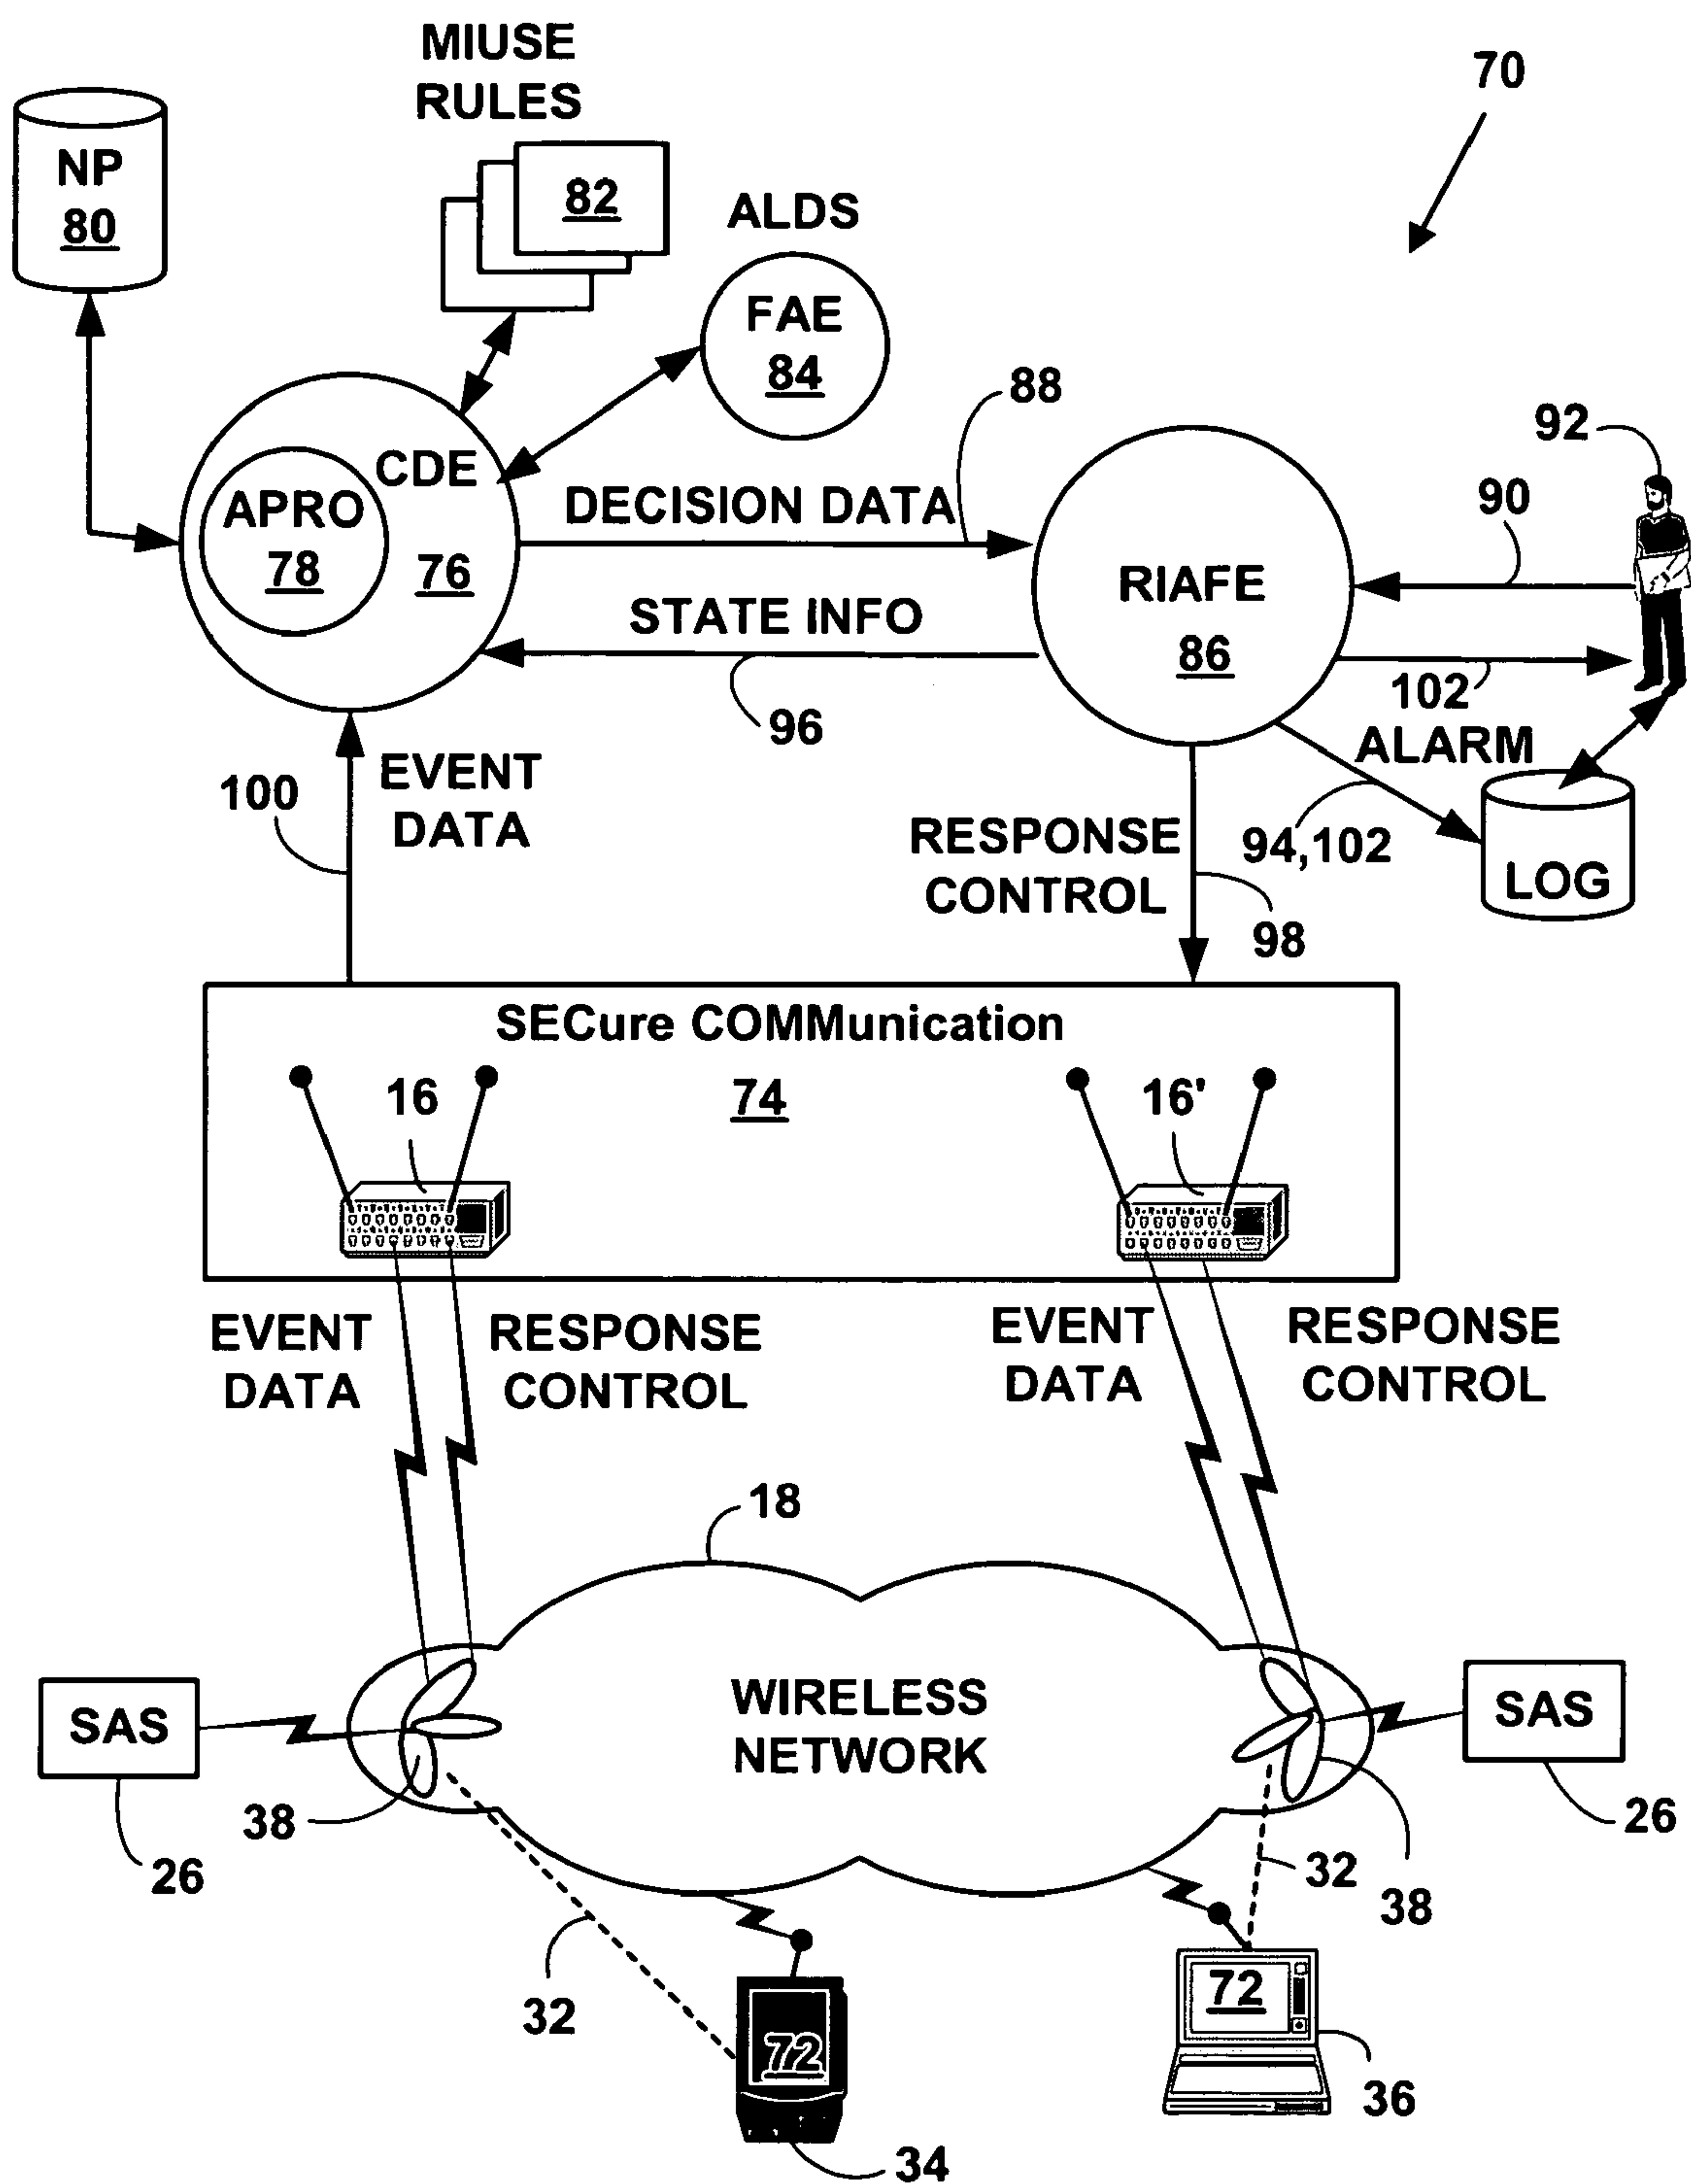 MIUSE
RULES
70
NP
80
82
ALDS
FAE
84
88
92
CDE
APRO
78
76
DECISION DATA
90
RIAFE
86
STATE INFO
96
102
ALARM
EVENT
DATA
100
RESPONSE
CONTROL
94,102
98
LOG
SECure COMMunication
74
16
16'
EVENT
DATA
RESPONSE
CONTROL
EVENT
DATA
RESPONSE
CONTROL
18
WIRELESS
NETWORK
SAS
SAS
38
26
26
32
38
32
72
72
36
34